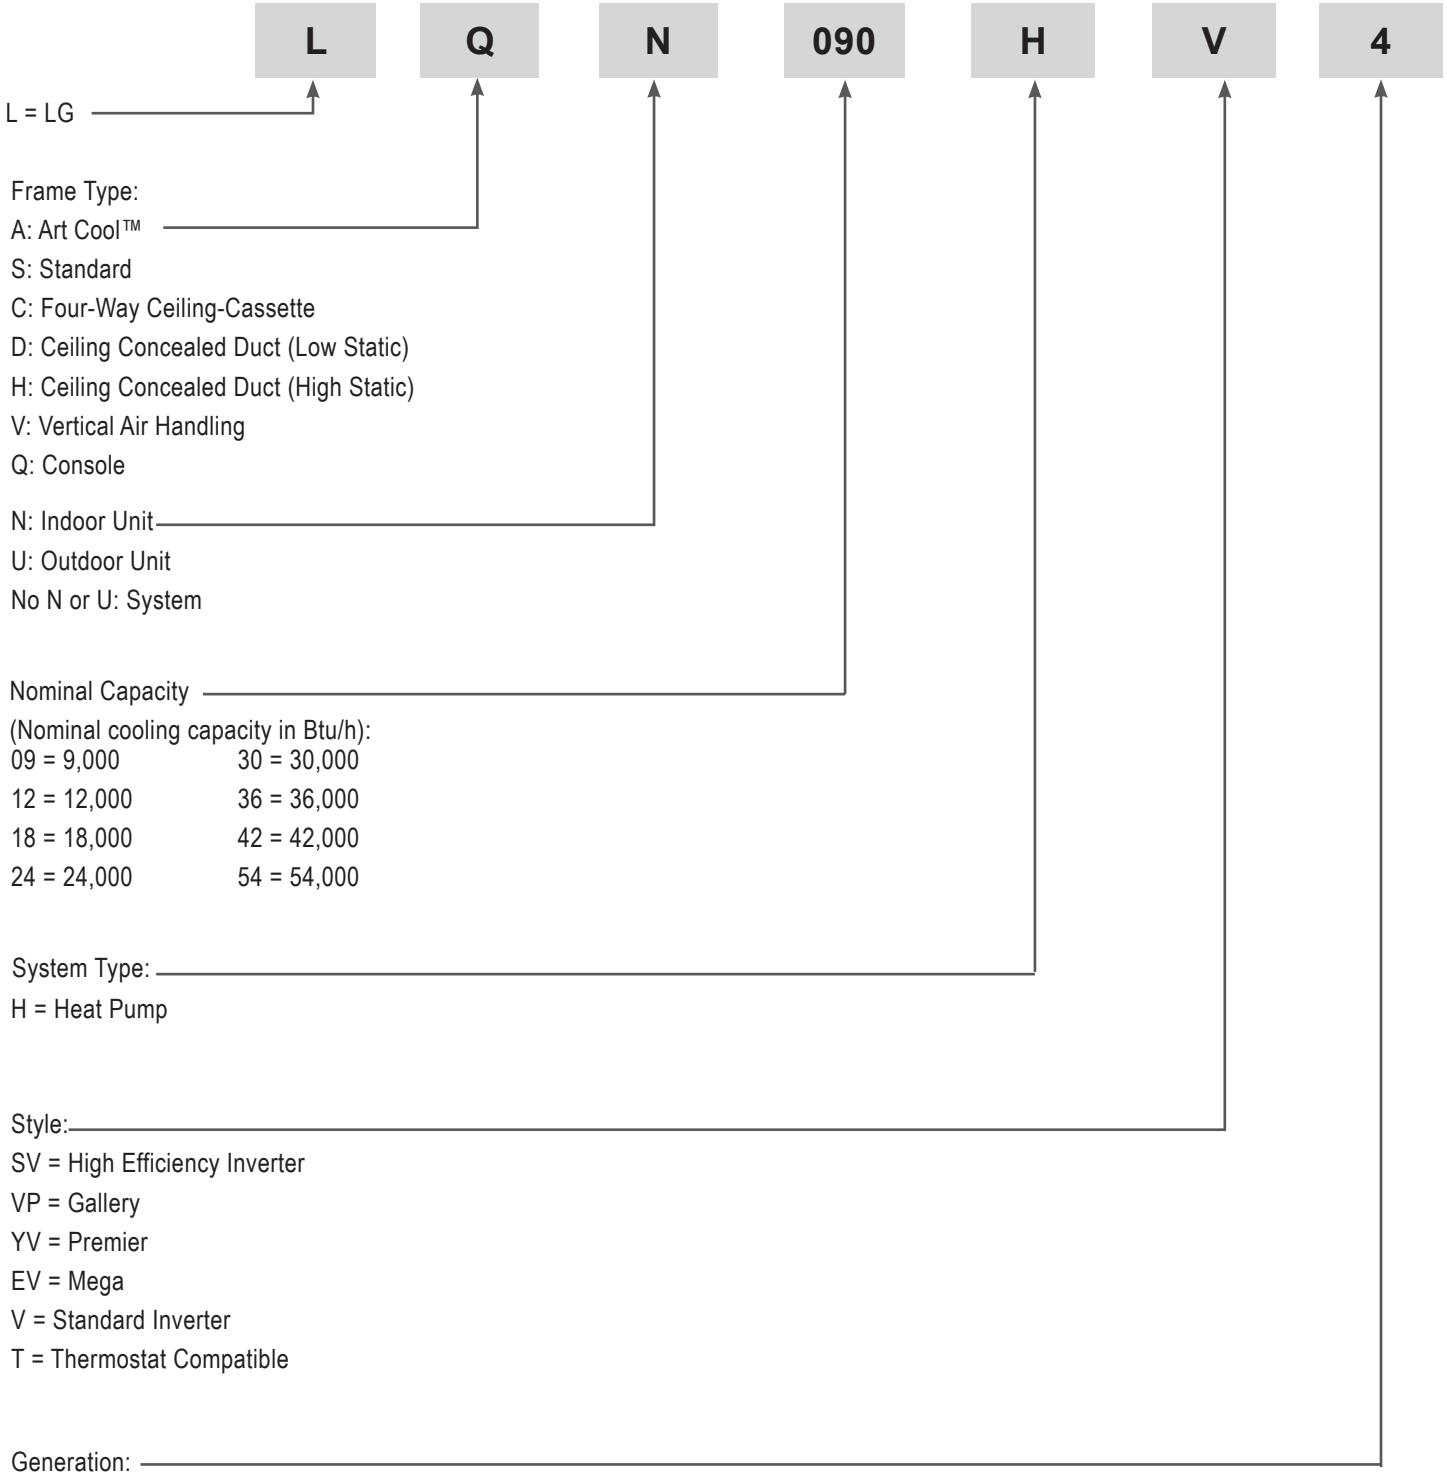 L Q N 090 H V 4
L = LG
Frame Type:
A: Art Cool™
S: Standard
C: Four-Way Ceiling-Cassette
D: Ceiling Concealed Duct (Low Static)
H: Ceiling Concealed Duct (High Static)
V: Vertical Air Handling
Q: Console
N: Indoor Unit
U: Outdoor Unit
No N or U: System
Nominal Capacity
(Nominal cooling capacity in Btu/h):
09 = 9,000 30 = 30,000
12 = 12,000 36 = 36,000
18 = 18,000 42 = 42,000
24 = 24,000 54 = 54,000
System Type:
H = Heat Pump
Style:
SV = High Efficiency Inverter
VP = Gallery
YV = Premier
EV = Mega
V = Standard Inverter
T = Thermostat Compatible
Generation: